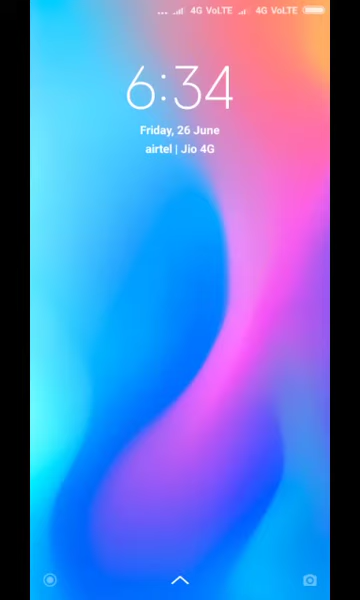 ... 4G VoLTE 4G VoLTE
6:34
Friday, 26 June
airtel | Jio 4G